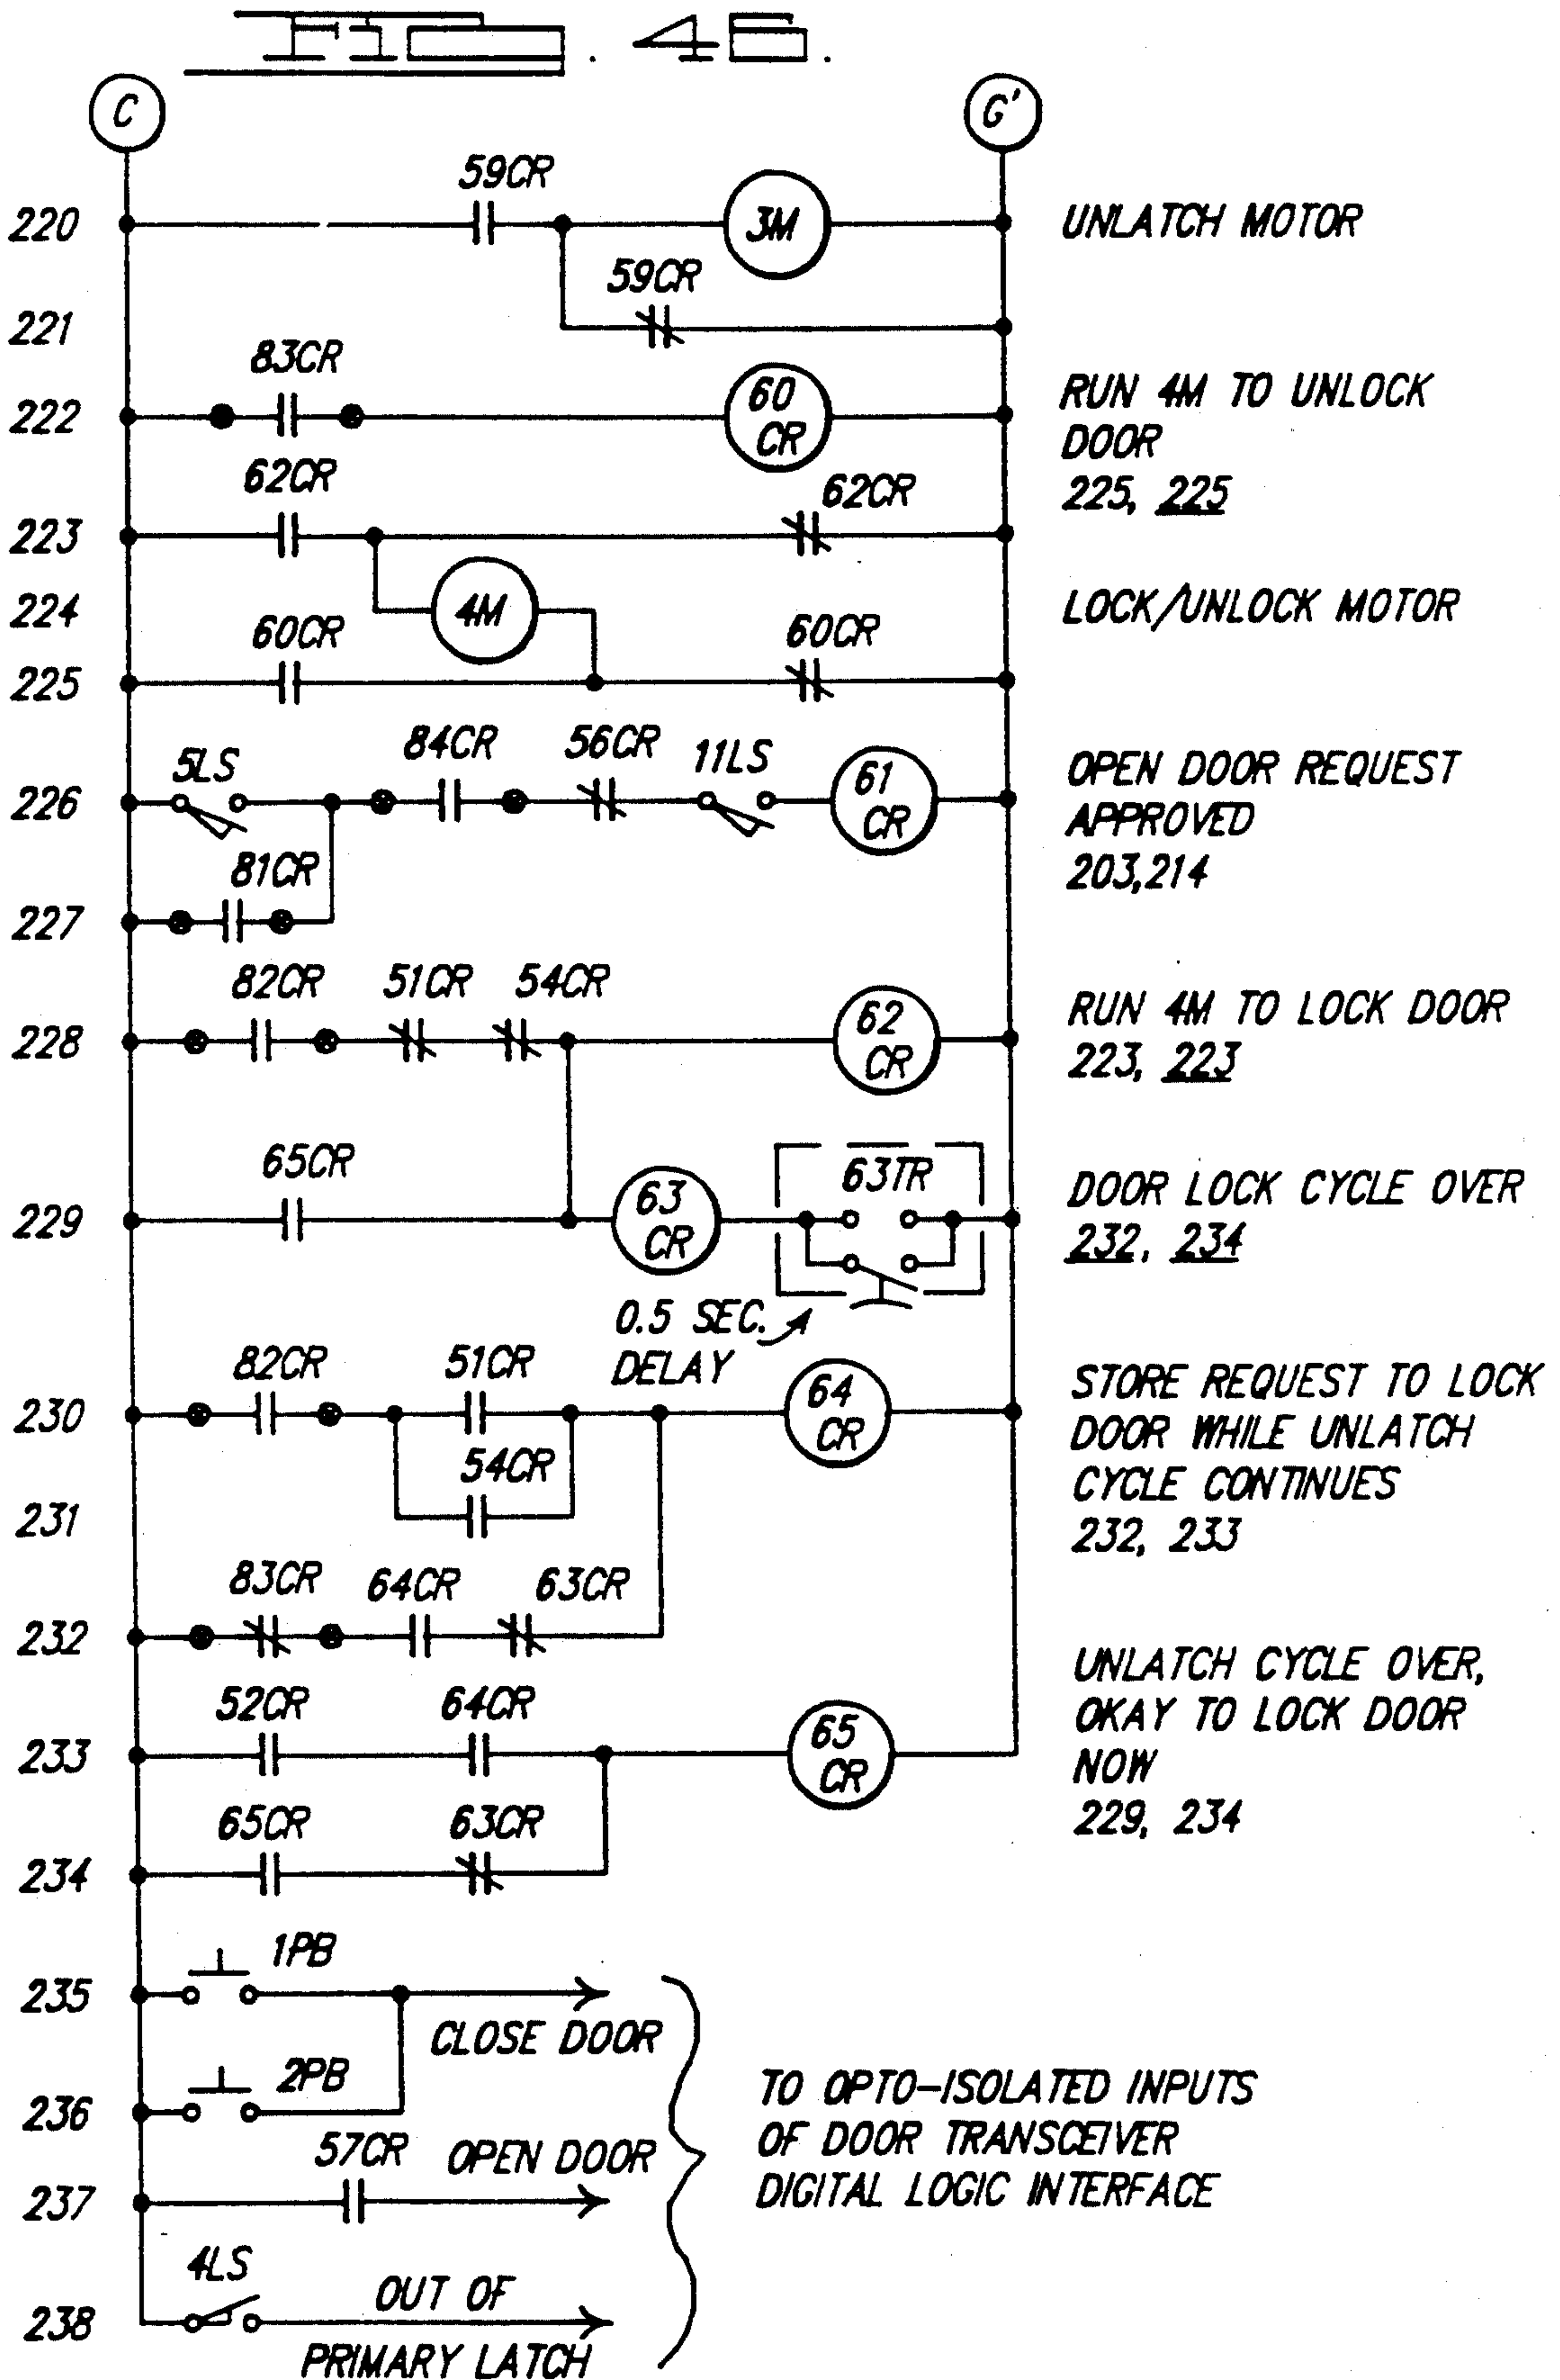 FIG. 46.
C G'
59CR
220 3M UNLATCH MOTOR
59CR
221
83CR
222 60 CR RUN 4M TO UNLOCK
DOOR
225, 225
62CR 62CR
223
224 4M LOCK/UNLOCK MOTOR
60CR 60CR
225
5LS 84CR 56CR 11LS
226 61 CR OPEN DOOR REQUEST
APPROVED
203,214
81CR
227
82CR 51CR 54CR
228 62 CR RUN 4M TO LOCK DOOR
223, 223
65CR 63TR
229 63 CR DOOR LOCK CYCLE OVER
232, 234
0.5 SEC.
DELAY
82CR 51CR
230 64 CR STORE REQUEST TO LOCK
DOOR WHILE UNLATCH
CYCLE CONTINUES
232, 233
54CR
231
83CR 64CR 63CR
232
UNLATCH CYCLE OVER,
OKAY TO LOCK DOOR
NOW
229, 234
52CR 64CR
233 65 CR
65CR 63CR
234
1PB
235
CLOSE DOOR
2PB
236
57CR OPEN DOOR
237
4LS OUT OF
238
PRIMARY LATCH
TO OPTO-ISOLATED INPUTS
OF DOOR TRANSCEIVER
DIGITAL LOGIC INTERFACE